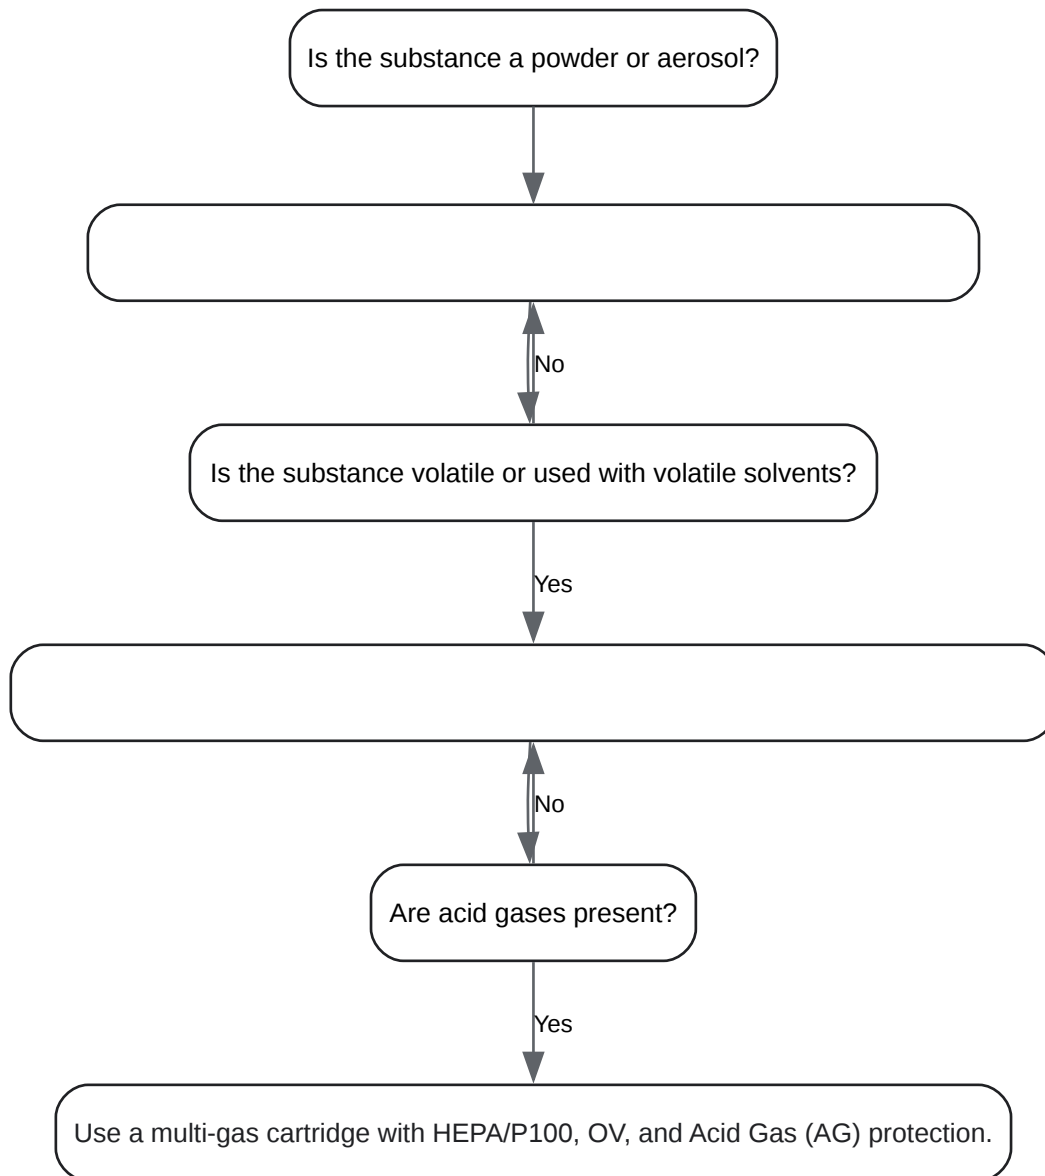 Is the substance a powder or aerosol?
No
Is the substance volatile or used with volatile solvents?
Yes
No
Are acid gases present?
Yes
Use a multi-gas cartridge with HEPA/P100, OV, and Acid Gas (AG) protection.